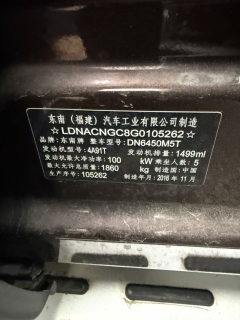 东南（福建）汽车工业有限公司制造
☆LDNACNGC8G0105262☆
品牌：东南牌 整车型号：DN6450M5T
发动机型号：4A91T 发动机排量：1499ml
发动机最大净功率：100 kW 乘坐人数：5
最大允许总质量：1860 kg 制造国：中国
生产序号：105262 制造年月：2016 年 11 月